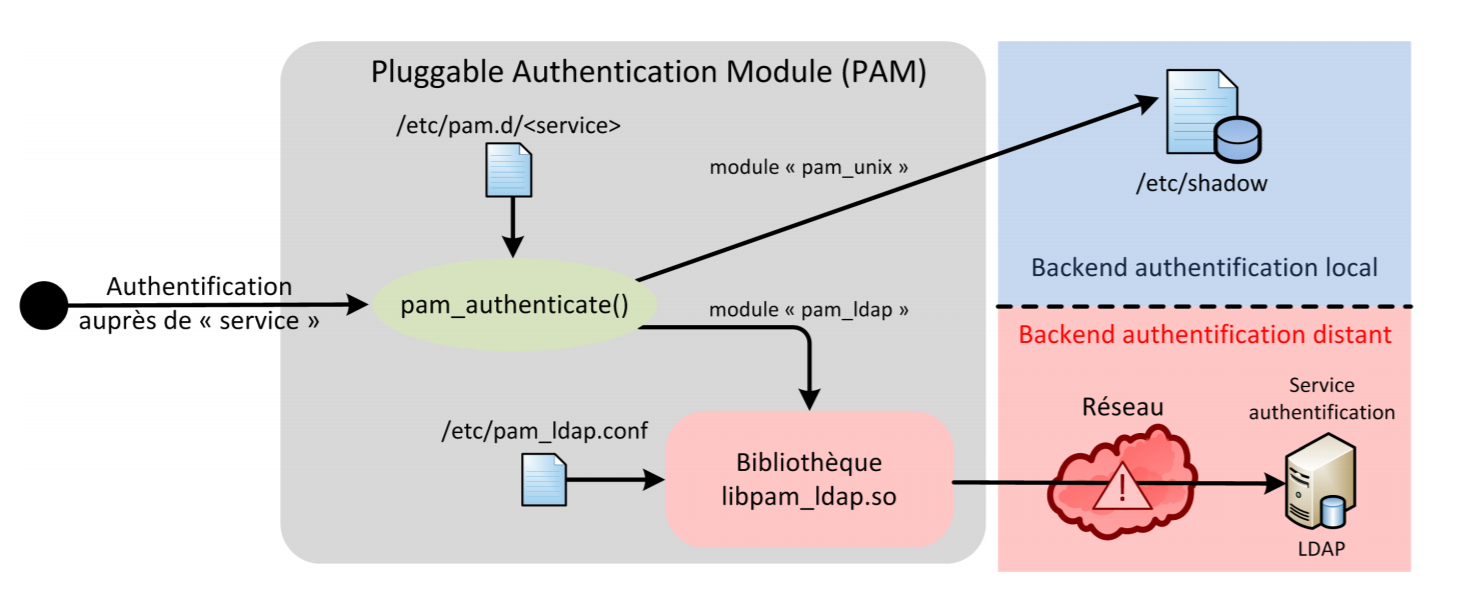 Pluggable Authentication Module (PAM)
/etc/pam.d/<service>
module « pam_unix »
/etc/shadow
Backend authentification local
Authentification
auprès de « service »
pam_authenticate()
module « pam_ldap »
Backend authentification distant
/etc/pam_ldap.conf
Bibliothèque
libpam_ldap.so
Réseau
!
Service
authentification
LDAP